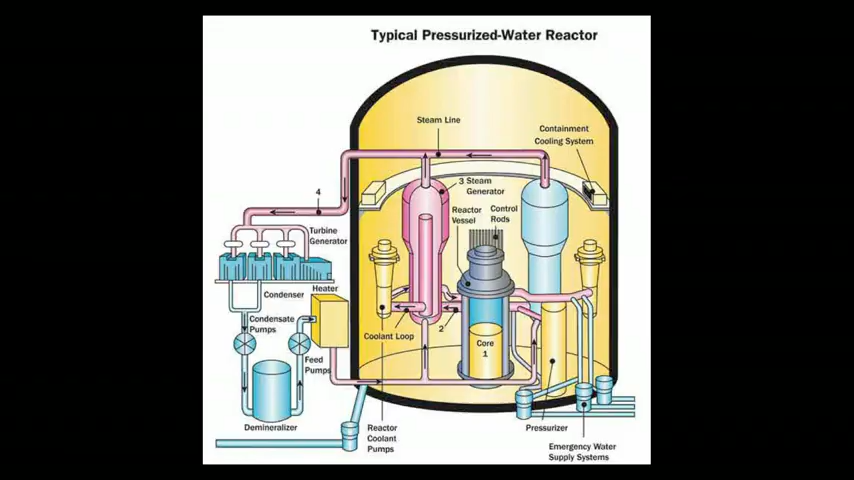 Typical Pressurized-Water Reactor
Steam Line
Containment
Cooling System
3 Steam
Generator
4
Reactor
Vessel
Control
Rods
Turbine
Generator
Heater
Condenser
Condensate
Pumps
Coolant Loop
2
Core
1
Feed
Pumps
Demineralizer
Reactor
Coolant
Pumps
Pressurizer
Emergency Water
Supply Systems